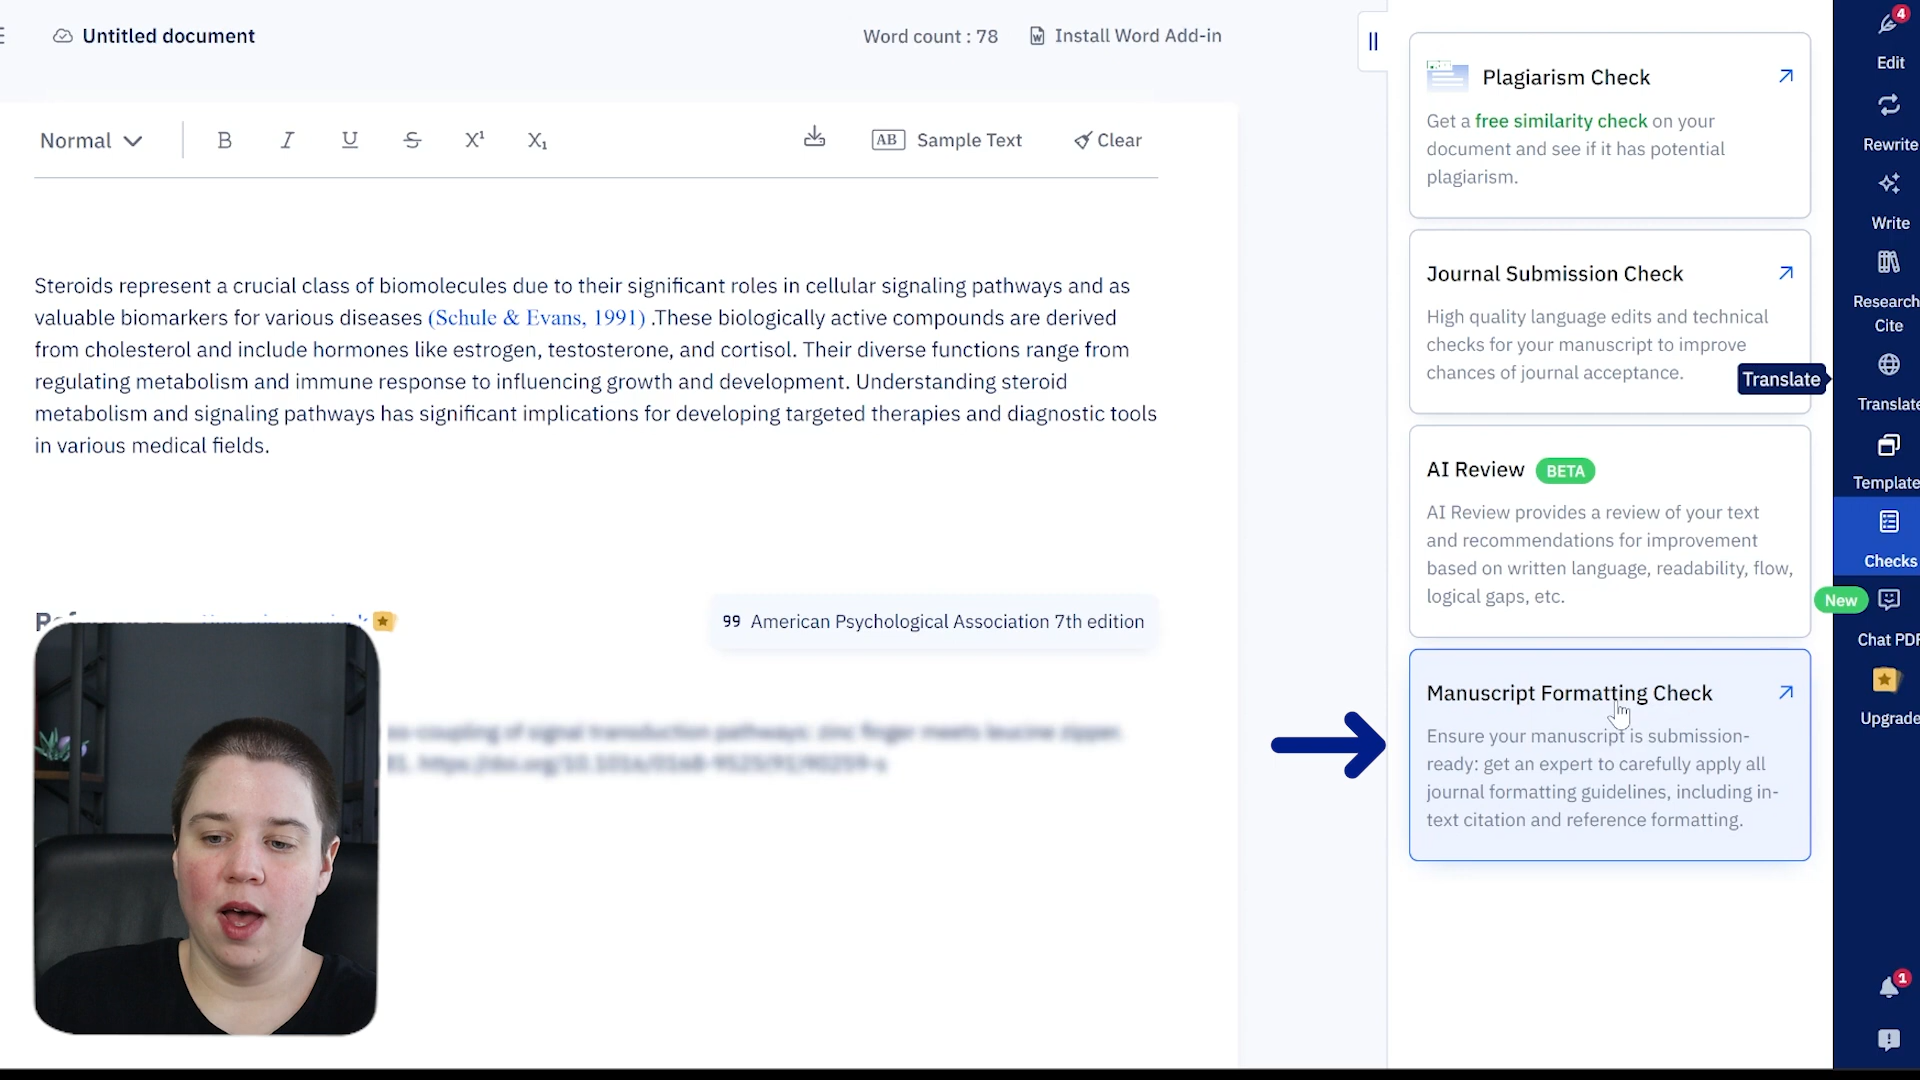 Untitled document
Word count : 78
Install Word Add-in
Normal
B
I
U
S
X¹
X₁
AB Sample Text
Clear
Steroids represent a crucial class of biomolecules due to their significant roles in cellular signaling pathways and as
valuable biomarkers for various diseases (Schule & Evans, 1991) .These biologically active compounds are derived
from cholesterol and include hormones like estrogen, testosterone, and cortisol. Their diverse functions range from
regulating metabolism and immune response to influencing growth and development. Understanding steroid
metabolism and signaling pathways has significant implications for developing targeted therapies and diagnostic tools
in various medical fields.
99 American Psychological Association 7th edition
Plagiarism Check
Get a free similarity check on your
document and see if it has potential
plagiarism.
Journal Submission Check
High quality language edits and technical
checks for your manuscript to improve
chances of journal acceptance.
Translate
AI Review BETA
AI Review provides a review of your text
and recommendations for improvement
based on written language, readability, flow,
logical gaps, etc.
Manuscript Formatting Check
Ensure your manuscript is submission-
ready: get an expert to carefully apply all
journal formatting guidelines, including in-
text citation and reference formatting.
4
Edit
Rewrite
Write
Research
Cite
Translate
Template
Checks
New
Chat PDF
Upgrade
1